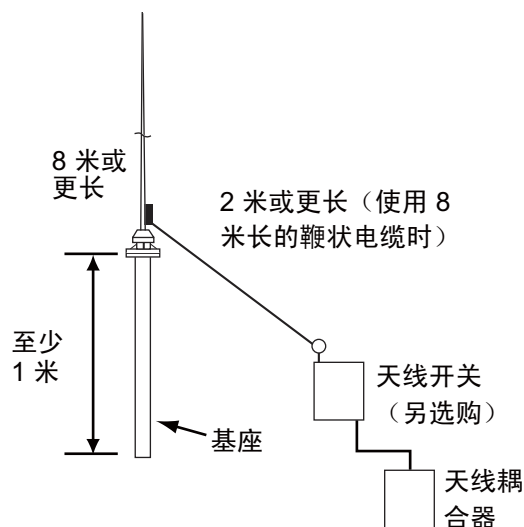 8 米或
更长
2 米或更长（使用 8
米长的鞭状电缆时）
至少
1 米
基座
天线开关
（另选购）
天线耦
合器